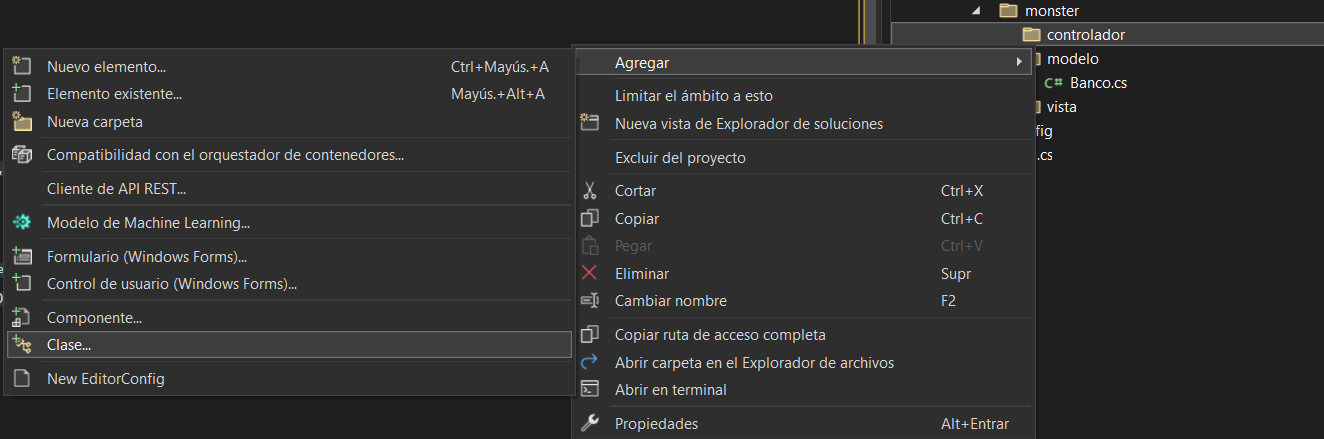 monster
controlador
modelo
C# Banco.cs
vista
fig
.cs
Agregar
Limitar el ámbito a esto
Nueva vista de Explorador de soluciones
Excluir del proyecto
Cortar Ctrl+X
Copiar Ctrl+C
Pegar Ctrl+V
Eliminar Supr
Cambiar nombre F2
Copiar ruta de acceso completa
Abrir carpeta en el Explorador de archivos
Abrir en terminal
Propiedades Alt+Entrar
Nuevo elemento... Ctrl+Mayús.+A
Elemento existente... Mayús.+Alt+A
Nueva carpeta
Compatibilidad con el orquestador de contenedores...
Cliente de API REST...
Modelo de Machine Learning...
Formulario (Windows Forms)...
Control de usuario (Windows Forms)...
Componente...
Clase...
New EditorConfig